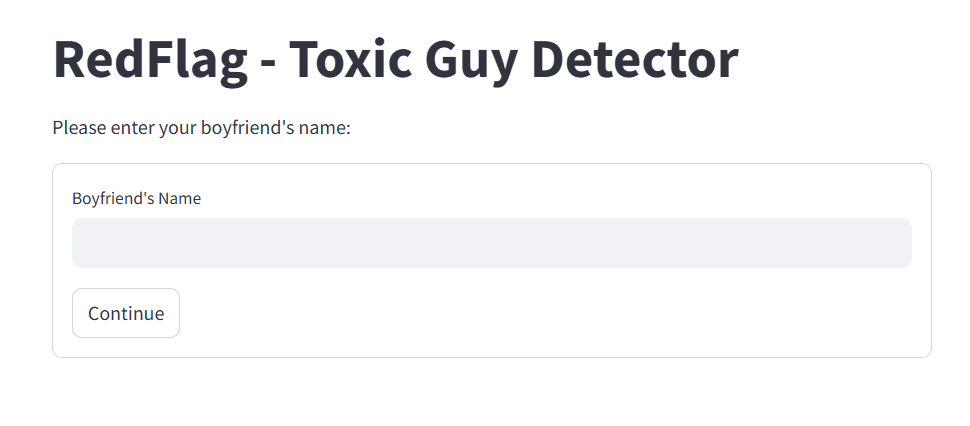 RedFlag - Toxic Guy Detector
Please enter your boyfriend's name:
Boyfriend's Name
Continue